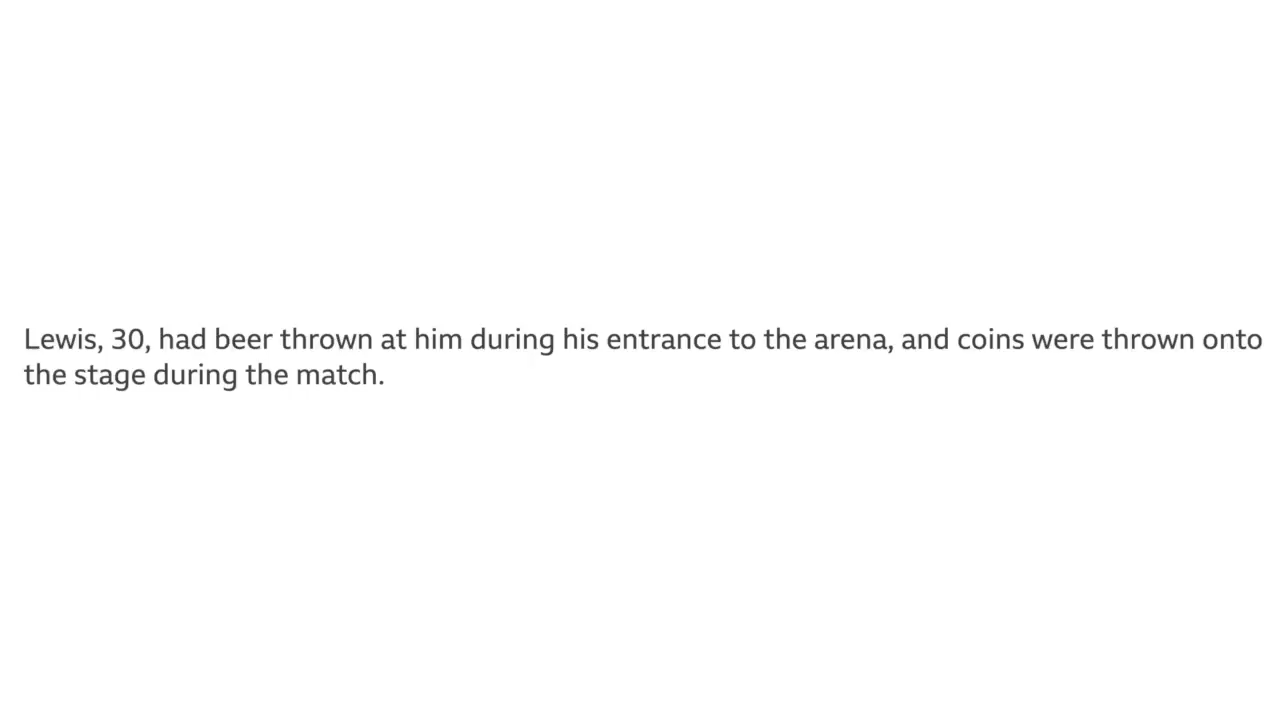 Lewis, 30, had beer thrown at him during his entrance to the arena, and coins were thrown onto
the stage during the match.